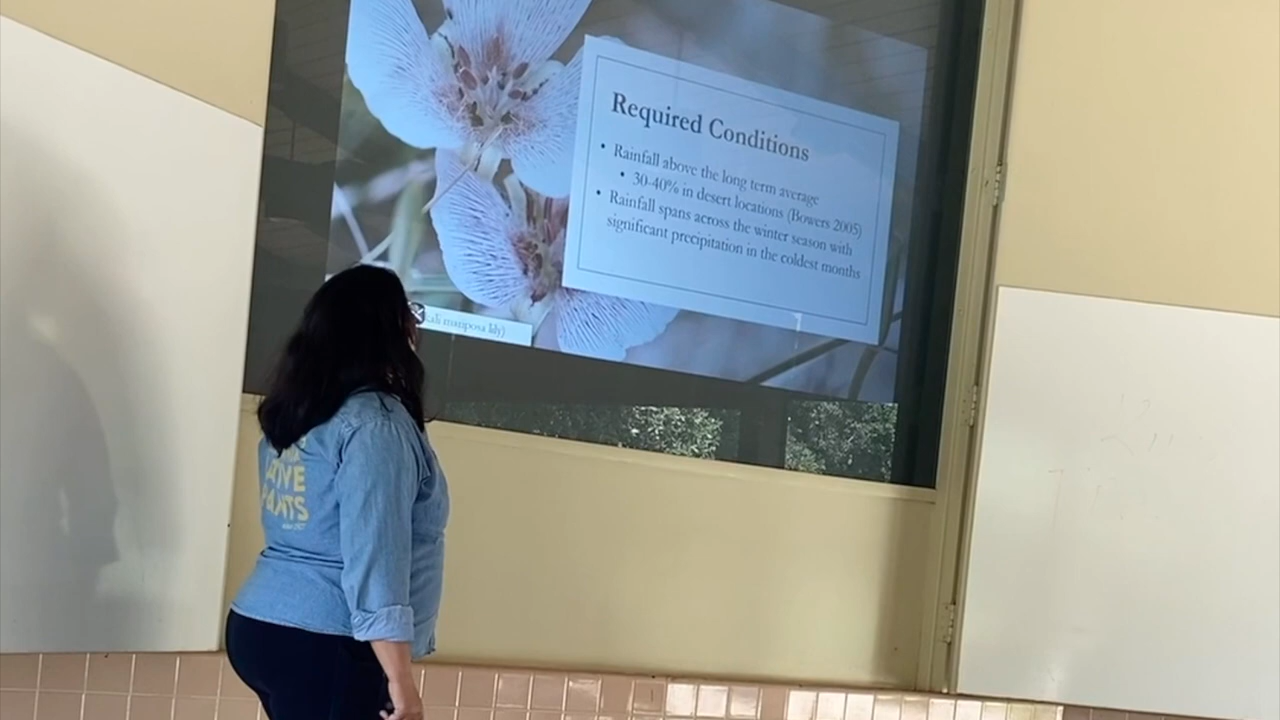 Required Conditions
• Rainfall above the long term average
• 30-40% in desert locations (Bowers 2005)
• Rainfall spans across the winter season with
significant precipitation in the coldest months
mariposa lily)